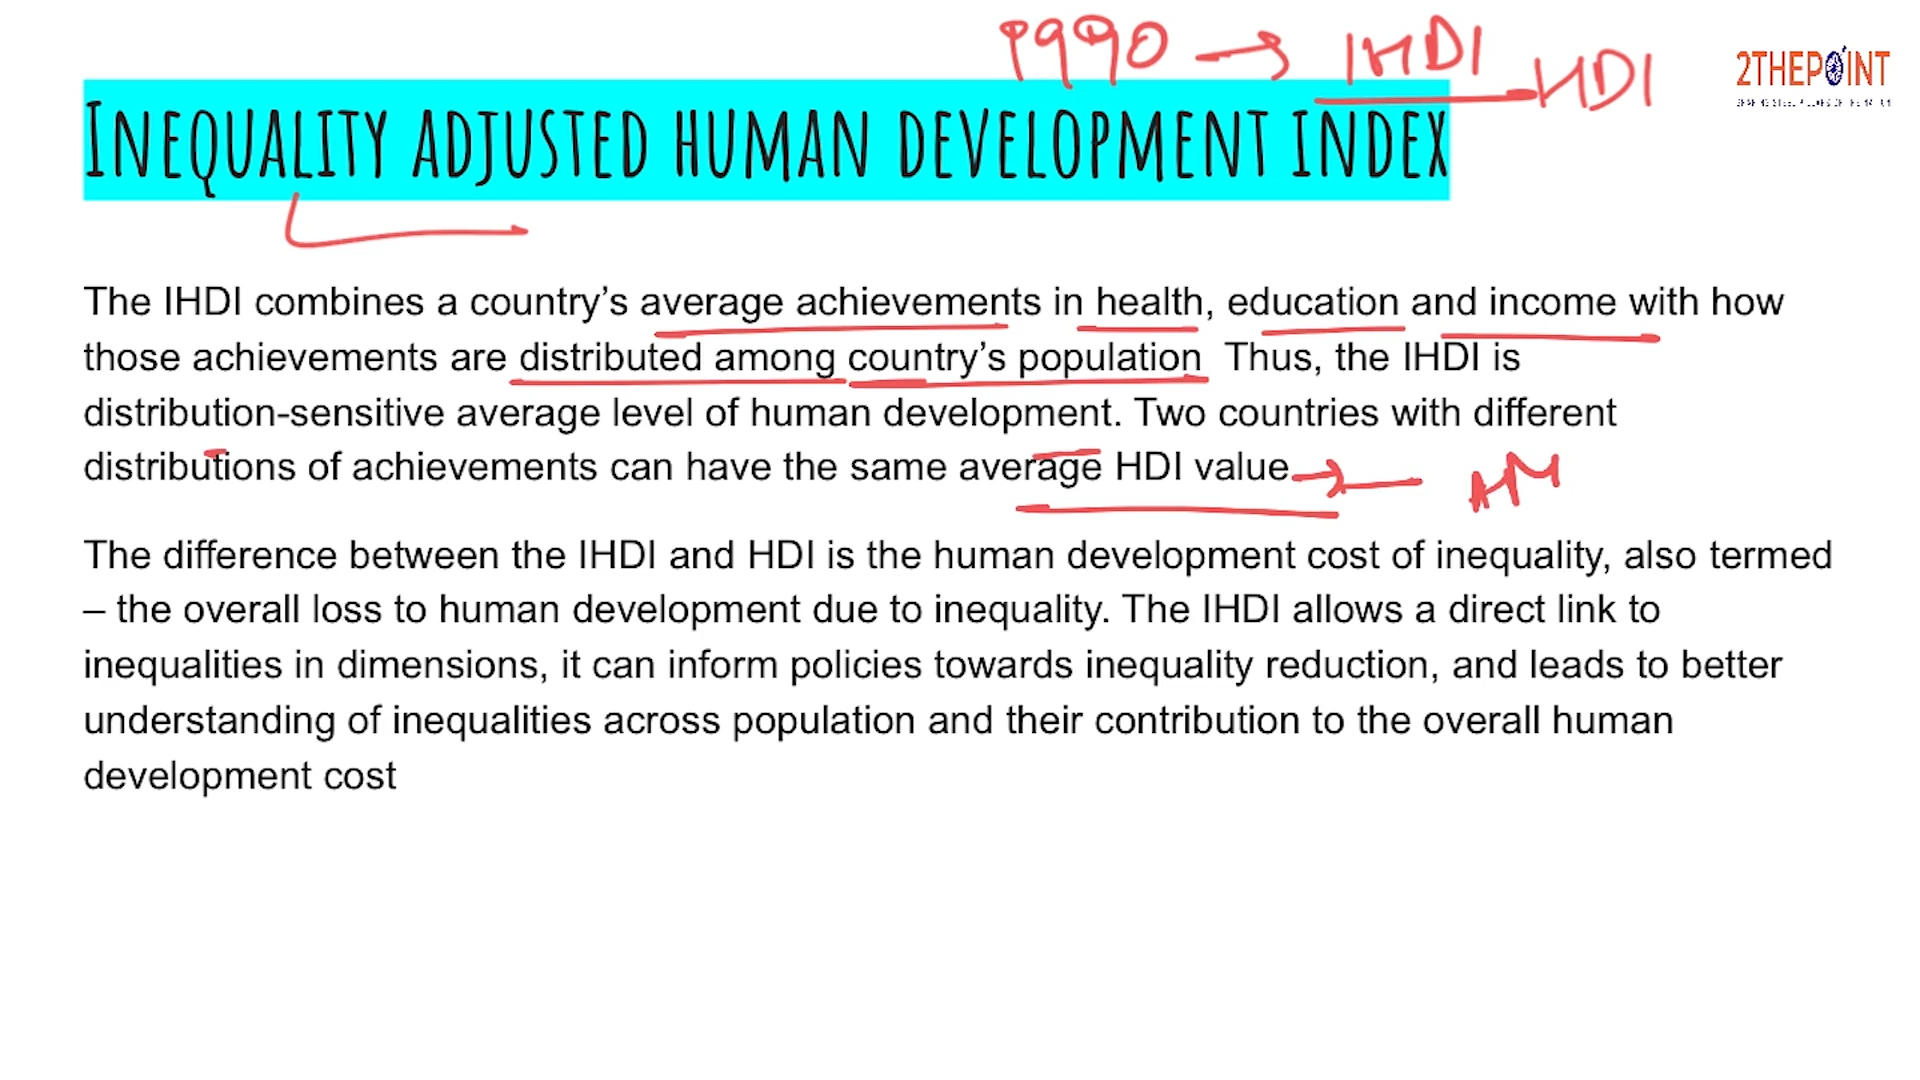 1990 → IHDI
HDI
2THEPOINT
INEQUALITY ADJUSTED HUMAN DEVELOPMENT INDEX
The IHDI combines a country’s average achievements in health, education and income with how
those achievements are distributed among country’s population Thus, the IHDI is
distribution-sensitive average level of human development. Two countries with different
distributions of achievements can have the same average HDI value
The difference between the IHDI and HDI is the human development cost of inequality, also termed
– the overall loss to human development due to inequality. The IHDI allows a direct link to
inequalities in dimensions, it can inform policies towards inequality reduction, and leads to better
understanding of inequalities across population and their contribution to the overall human
development cost